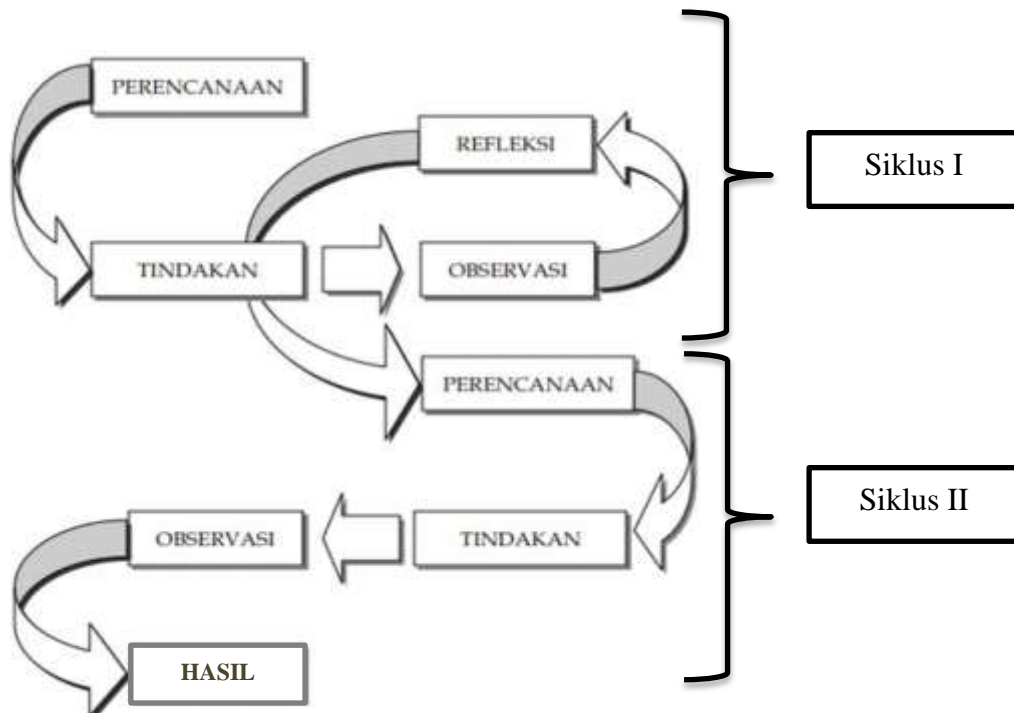 PERENCANAAN
REFLEKSI
Siklus I
TINDAKAN
OBSERVASI
PERENCANAAN
Siklus II
OBSERVASI
TINDAKAN
HASIL